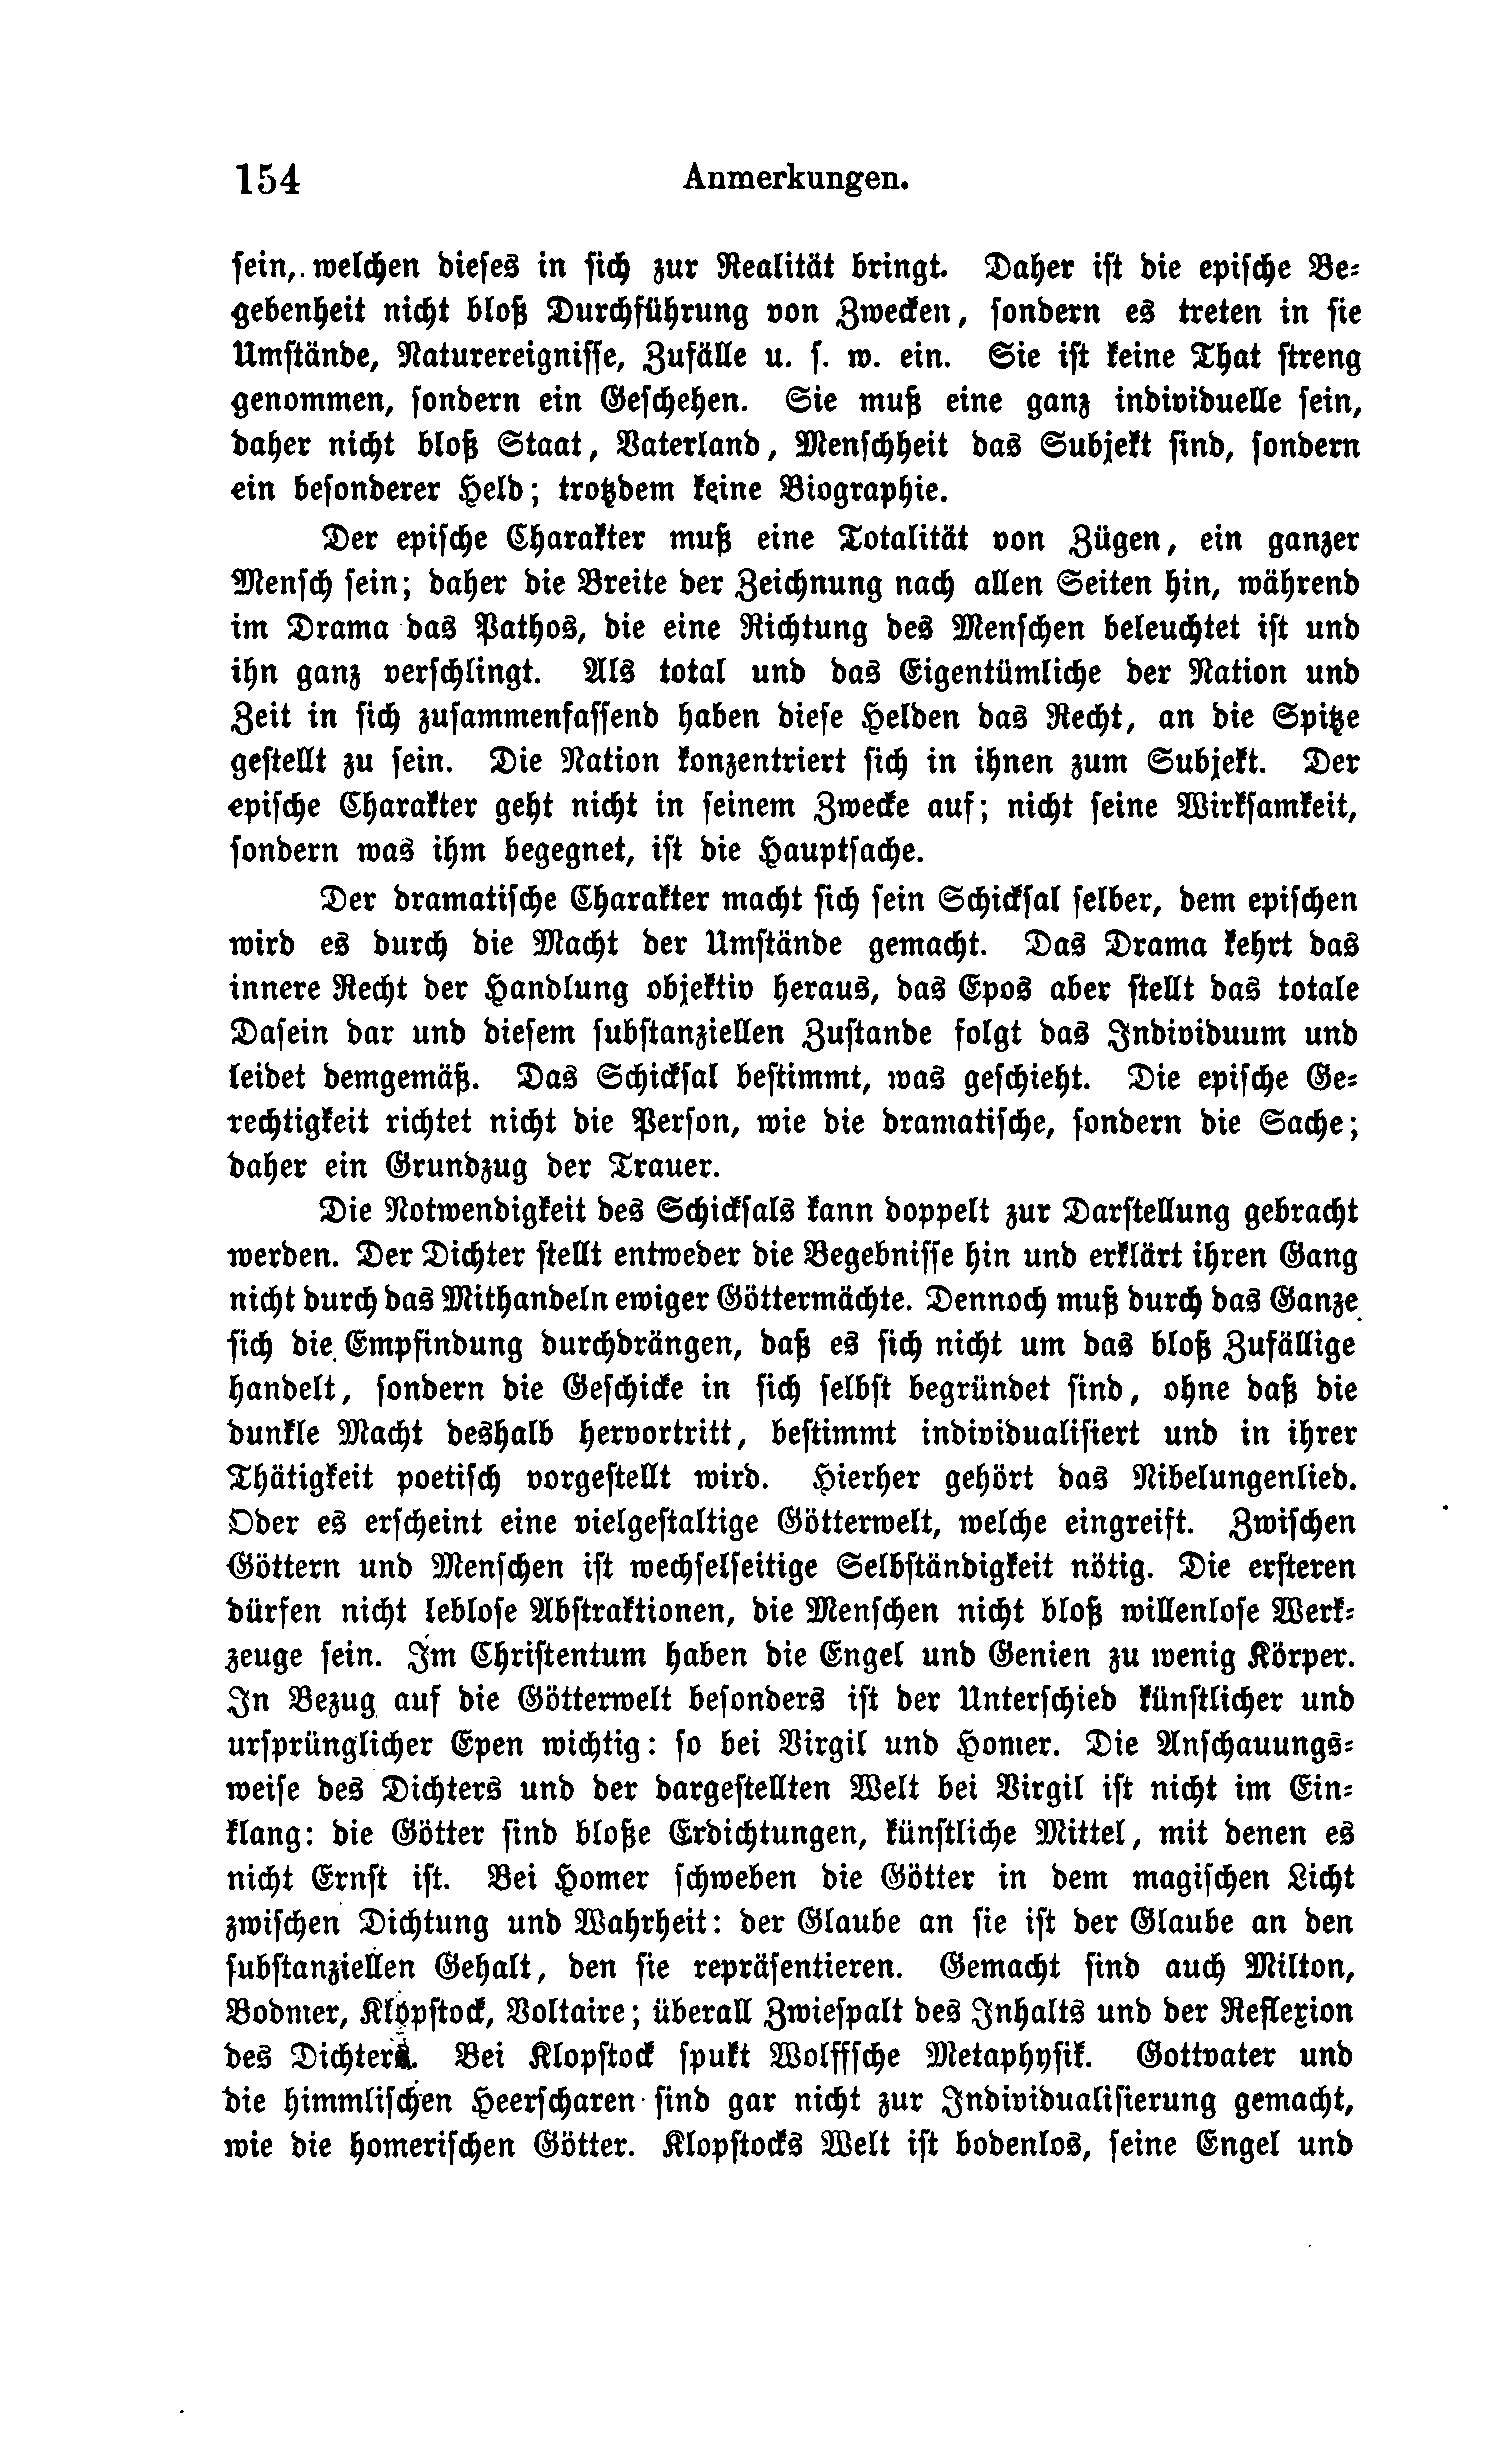 154 Anmerkungen.
sein, welchen dieses in sich zur Realität bringt. Daher ist die epische Be-
gebenheit nicht bloß Durchführung von Zwecken, sondern es treten in sie
Umstände, Naturereignisse, Zufälle u. s. w. ein. Sie ist keine That streng
genommen, sondern ein Geschehen. Sie muß eine ganz individuelle sein,
daher nicht bloß Staat, Vaterland, Menschheit das Subjekt sind, sondern
ein besonderer Held; trotzdem keine Biographie.
Der epische Charakter muß eine Totalität von Zügen, ein ganzer
Mensch sein; daher die Breite der Zeichnung nach allen Seiten hin, während
im Drama das Pathos, die eine Richtung des Menschen beleuchtet ist und
ihn ganz verschlingt. Als total und das Eigentümliche der Nation und
Zeit in sich zusammenfassend haben diese Helden das Recht, an die Spitze
gestellt zu sein. Die Nation konzentriert sich in ihnen zum Subjekt. Der
epische Charakter geht nicht in seinem Zwecke auf; nicht seine Wirksamkeit,
sondern was ihm begegnet, ist die Hauptsache.
Der dramatische Charakter macht sich sein Schicksal selber, dem epischen
wird es durch die Macht der Umstände gemacht. Das Drama kehrt das
innere Recht der Handlung objektiv heraus, das Epos aber stellt das totale
Dasein dar und diesem substanziellen Zustande folgt das Individuum und
leidet demgemäß. Das Schicksal bestimmt, was geschieht. Die epische Ge-
rechtigkeit richtet nicht die Person, wie die dramatische, sondern die Sache;
daher ein Grundzug der Trauer.
Die Notwendigkeit des Schicksals kann doppelt zur Darstellung gebracht
werden. Der Dichter stellt entweder die Begebnisse hin und erklärt ihren Gang
nicht durch das Mithandeln ewiger Göttermächte. Dennoch muß durch das Ganze
sich die Empfindung durchdrängen, daß es sich nicht um das bloß Zufällige
handelt, sondern die Geschicke in sich selbst begründet sind, ohne daß die
dunkle Macht deshalb hervortritt, bestimmt individualisiert und in ihrer
Thätigkeit poetisch vorgestellt wird. Hierher gehört das Nibelungenlied.
Oder es erscheint eine vielgestaltige Götterwelt, welche eingreift. Zwischen
Göttern und Menschen ist wechselseitige Selbständigkeit nötig. Die ersteren
dürfen nicht leblose Abstraktionen, die Menschen nicht bloß willenlose Werk-
zeuge sein. Im Christentum haben die Engel und Genien zu wenig Körper.
In Bezug auf die Götterwelt besonders ist der Unterschied künstlicher und
ursprünglicher Epen wichtig: so bei Virgil und Homer. Die Anschauungs-
weise des Dichters und der dargestellten Welt bei Virgil ist nicht im Ein-
klang: die Götter sind bloße Erdichtungen, künstliche Mittel, mit denen es
nicht Ernst ist. Bei Homer schweben die Götter in dem magischen Licht
zwischen Dichtung und Wahrheit: der Glaube an sie ist der Glaube an den
substanziellen Gehalt, den sie repräsentieren. Gemacht sind auch Milton,
Bodmer, Klopstock, Voltaire; überall Zwiespalt des Inhalts und der Reflexion
des Dichters. Bei Klopstock spukt Wolffsche Metaphysik. Gottvater und
die himmlischen Heerscharen sind gar nicht zur Individualisierung gemacht,
wie die homerischen Götter. Klopstocks Welt ist bodenlos, seine Engel und